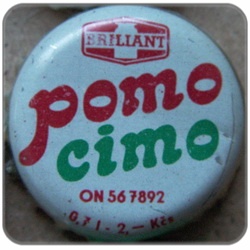 BRILIANT
pomo
cimo
ON 56 7892
0,7 l - 2,- Kčs